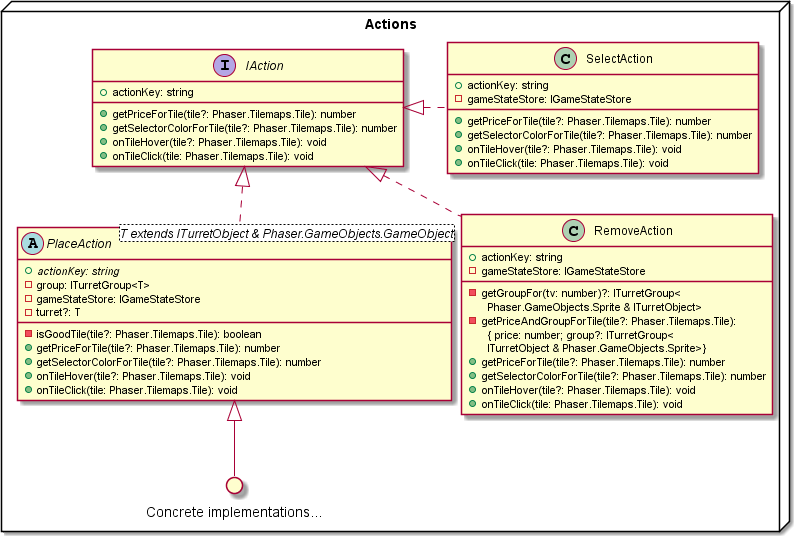 Actions
I IAction
actionKey: string
getPriceForTile(tile?: Phaser.Tilemaps.Tile): number
getSelectorColorForTile(tile?: Phaser.Tilemaps.Tile): number
onTileHover(tile?: Phaser.Tilemaps.Tile): void
onTileClick(tile: Phaser.Tilemaps.Tile): void
C SelectAction
actionKey: string
gameStateStore: IGameStateStore
getPriceForTile(tile?: Phaser.Tilemaps.Tile): number
getSelectorColorForTile(tile?: Phaser.Tilemaps.Tile): number
onTileHover(tile?: Phaser.Tilemaps.Tile): void
onTileClick(tile: Phaser.Tilemaps.Tile): void
T extends ITurretObject & Phaser.GameObjects.GameObject
A PlaceAction
actionKey: string
group: ITurretGroup<T>
gameStateStore: IGameStateStore
turret?: T
isGoodTile(tile?: Phaser.Tilemaps.Tile): boolean
getPriceForTile(tile?: Phaser.Tilemaps.Tile): number
getSelectorColorForTile(tile?: Phaser.Tilemaps.Tile): number
onTileHover(tile?: Phaser.Tilemaps.Tile): void
onTileClick(tile: Phaser.Tilemaps.Tile): void
C RemoveAction
actionKey: string
gameStateStore: IGameStateStore
getGroupFor(tv: number)?: ITurretGroup<
Phaser.GameObjects.Sprite & ITurretObject>
getPriceAndGroupForTile(tile?: Phaser.Tilemaps.Tile):
{ price: number; group?: ITurretGroup<
ITurretObject & Phaser.GameObjects.Sprite>}
getPriceForTile(tile?: Phaser.Tilemaps.Tile): number
getSelectorColorForTile(tile?: Phaser.Tilemaps.Tile): number
onTileHover(tile?: Phaser.Tilemaps.Tile): void
onTileClick(tile: Phaser.Tilemaps.Tile): void
Concrete implementations...